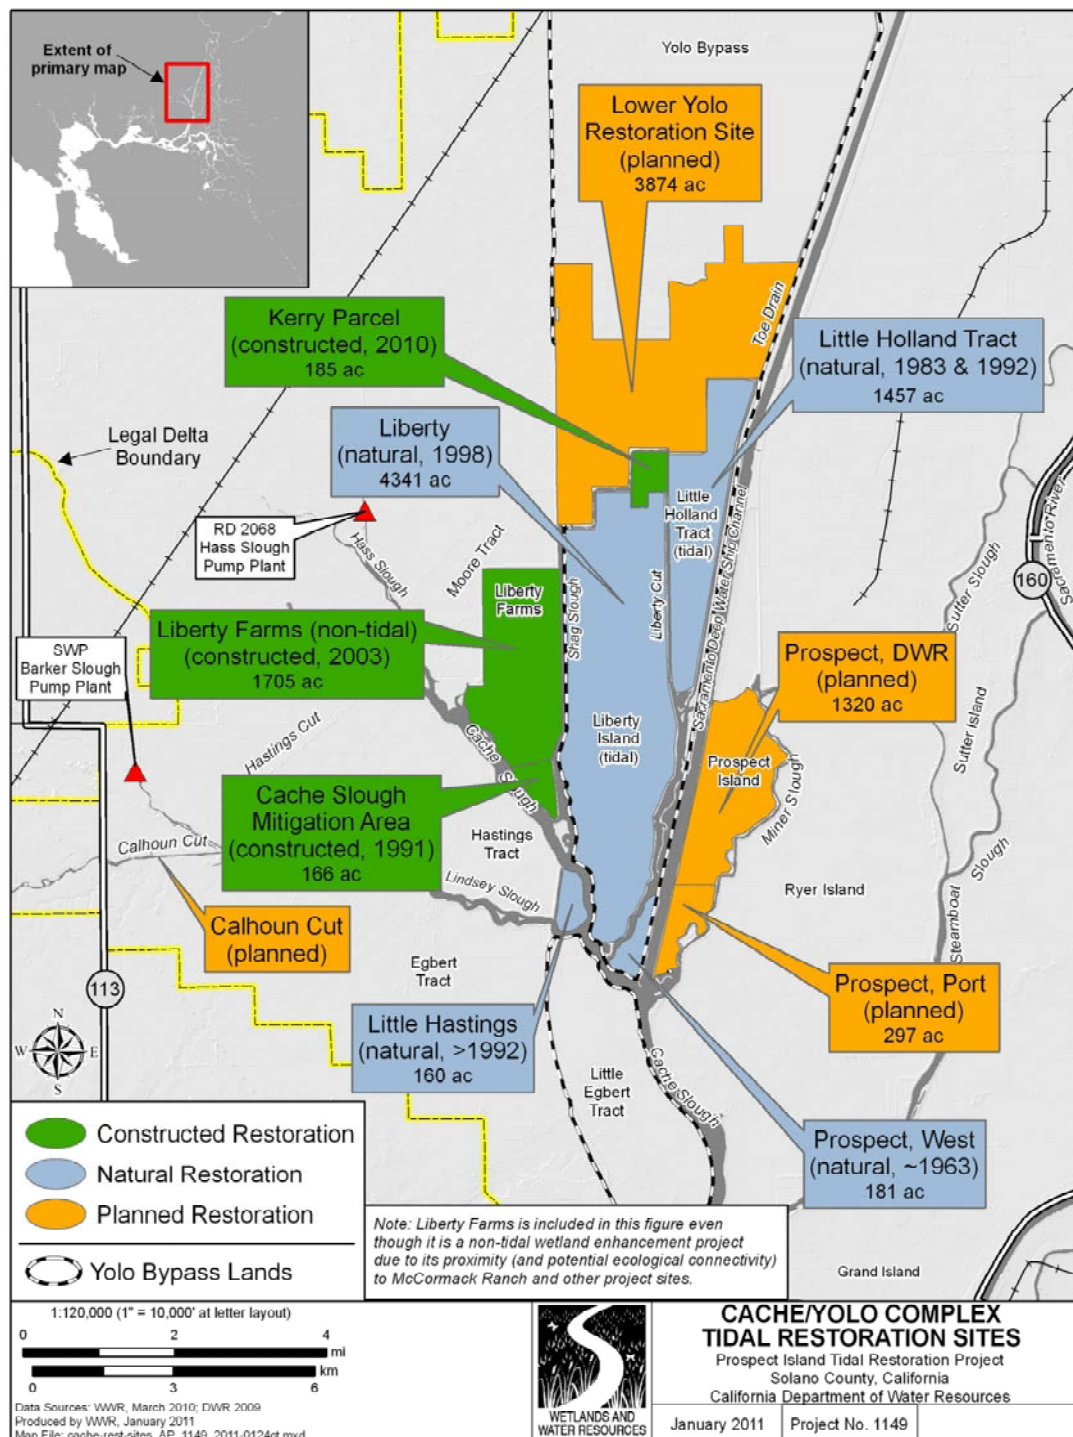 Extent of
primary map
Yolo Bypass
Lower Yolo
Restoration Site
(planned)
3874 ac
Kerry Parcel
(constructed, 2010)
185 ac
Toe Drain
Little Holland Tract
(natural, 1983 & 1992)
1457 ac
Legal Delta
Boundary
Liberty
(natural, 1998)
4341 ac
RD 2068
Hass Slough
Pump Plant
Hass Slough
Moore Tract
Little
Holland
Tract
(tidal)
Sacramento Deep Water Ship Channel
Sacramento River
160
Sutter Slough
Liberty
Farms
Shag Slough
Liberty Cut
Liberty Farms (non-tidal)
(constructed, 2003)
1705 ac
SWP
Barker Slough
Pump Plant
Prospect, DWR
(planned)
1320 ac
Hastings Cut
Cache Slough
Liberty
Island
(tidal)
Prospect
Island
Miner Slough
Sutter Island
Cache Slough
Mitigation Area
(constructed, 1991)
166 ac
Hastings
Tract
Calhoun Cut
Lindsey Slough
Ryer Island
Steamboat Slough
Calhoun Cut
(planned)
Egbert
Tract
113
Prospect, Port
(planned)
297 ac
N
W E
S
Little Hastings
(natural, >1992)
160 ac
Little
Egbert
Tract
Cache Slough
Prospect, West
(natural, ~1963)
181 ac
Constructed Restoration
Natural Restoration
Planned Restoration
Yolo Bypass Lands
Note: Liberty Farms is included in this figure even
though it is a non-tidal wetland enhancement project
due to its proximity (and potential ecological connectivity)
to McCormack Ranch and other project sites.
Grand Island
1:120,000 (1" = 10,000' at letter layout)
0 2 4
mi
km
0 3 6
Data Sources: WWR, March 2010; DWR 2009
Produced by WWR, January 2011
Map File: cache-rest-sites_AP_1149_2011-0124ct.mxd
WETLANDS AND
WATER RESOURCES
CACHE/YOLO COMPLEX
TIDAL RESTORATION SITES
Prospect Island Tidal Restoration Project
Solano County, California
California Department of Water Resources
January 2011
Project No. 1149